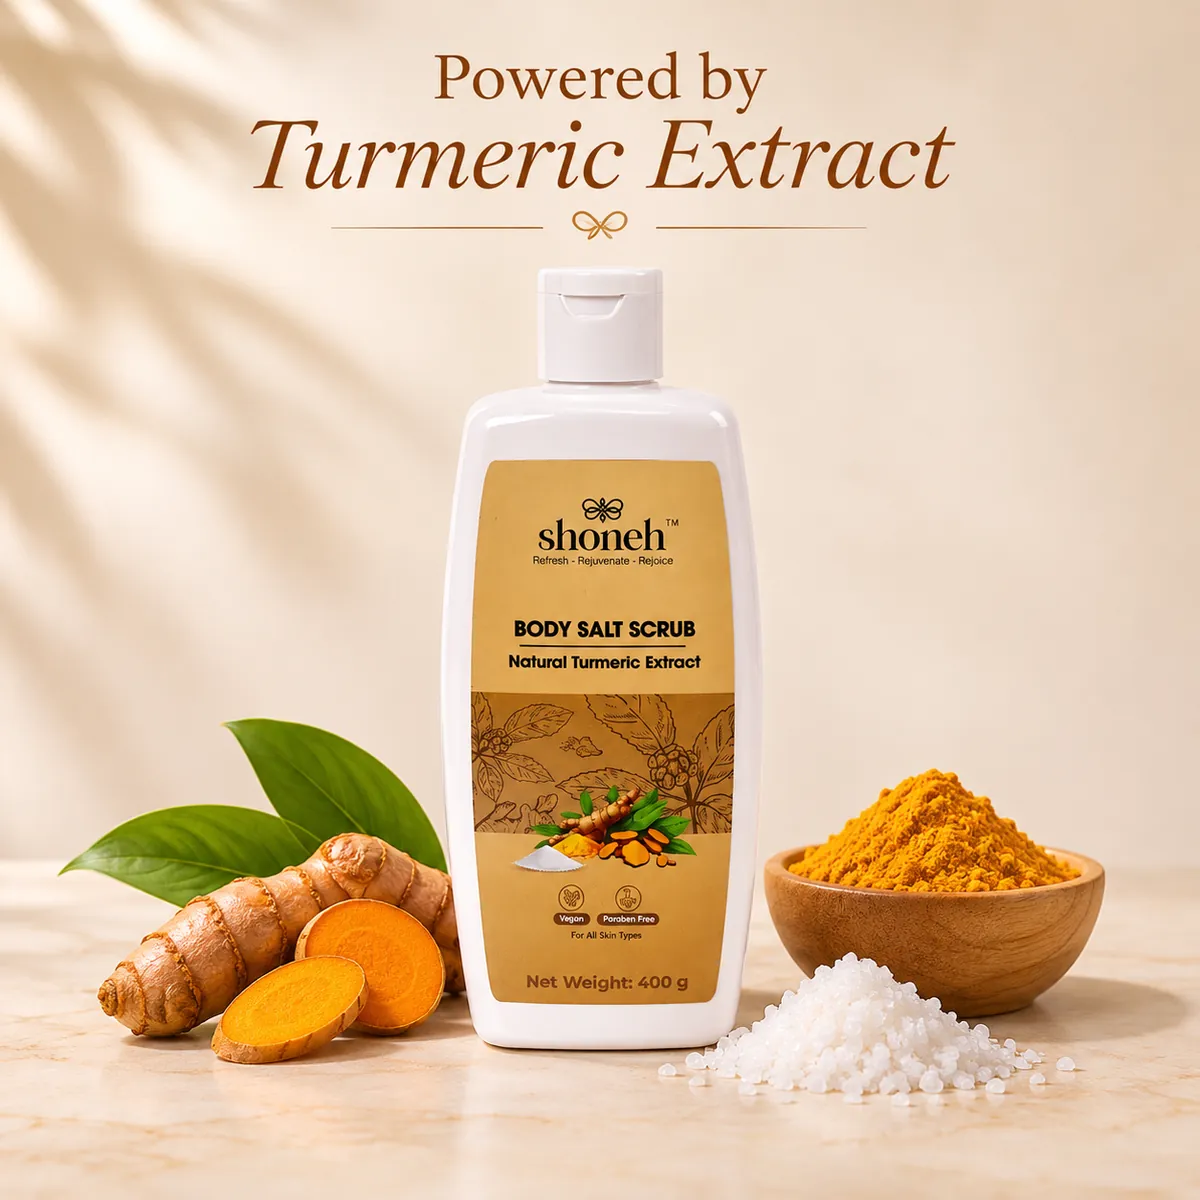 Powered by
Turmeric Extract
shoneh™
Refresh - Rejuvenate - Rejoice
BODY SALT SCRUB
Natural Turmeric Extract
Vegan
Paraben Free
For All Skin Types
Net Weight: 400 g